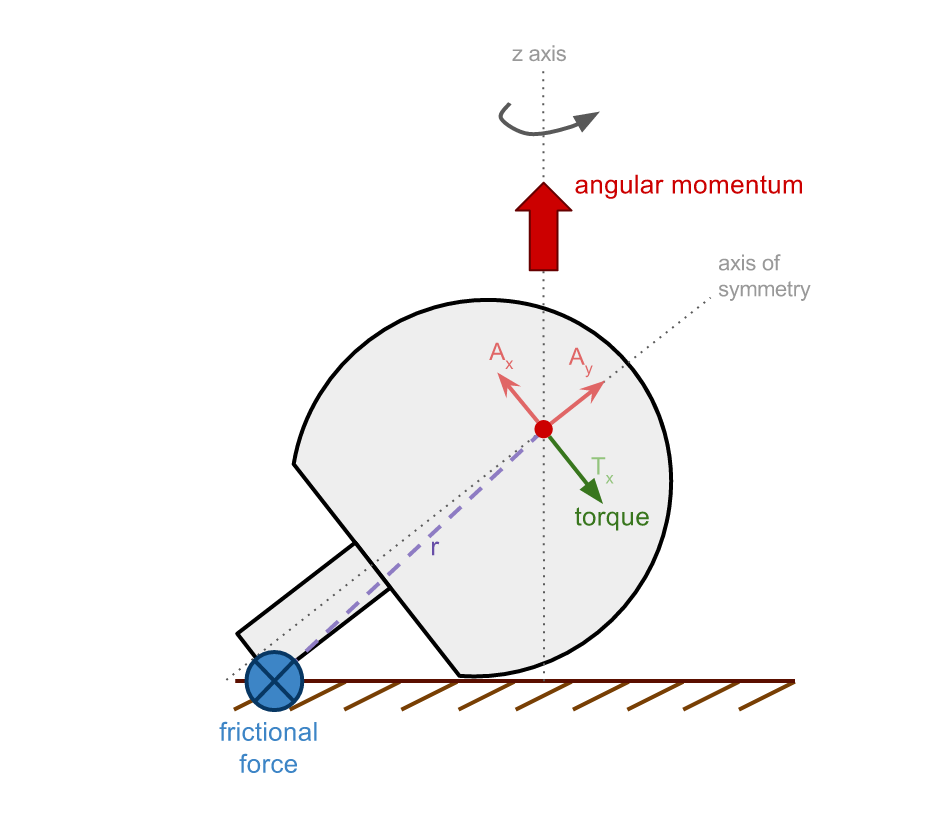 z axis
angular momentum
axis of
symmetry
Ax
Ay
Tx
torque
r
frictional
force